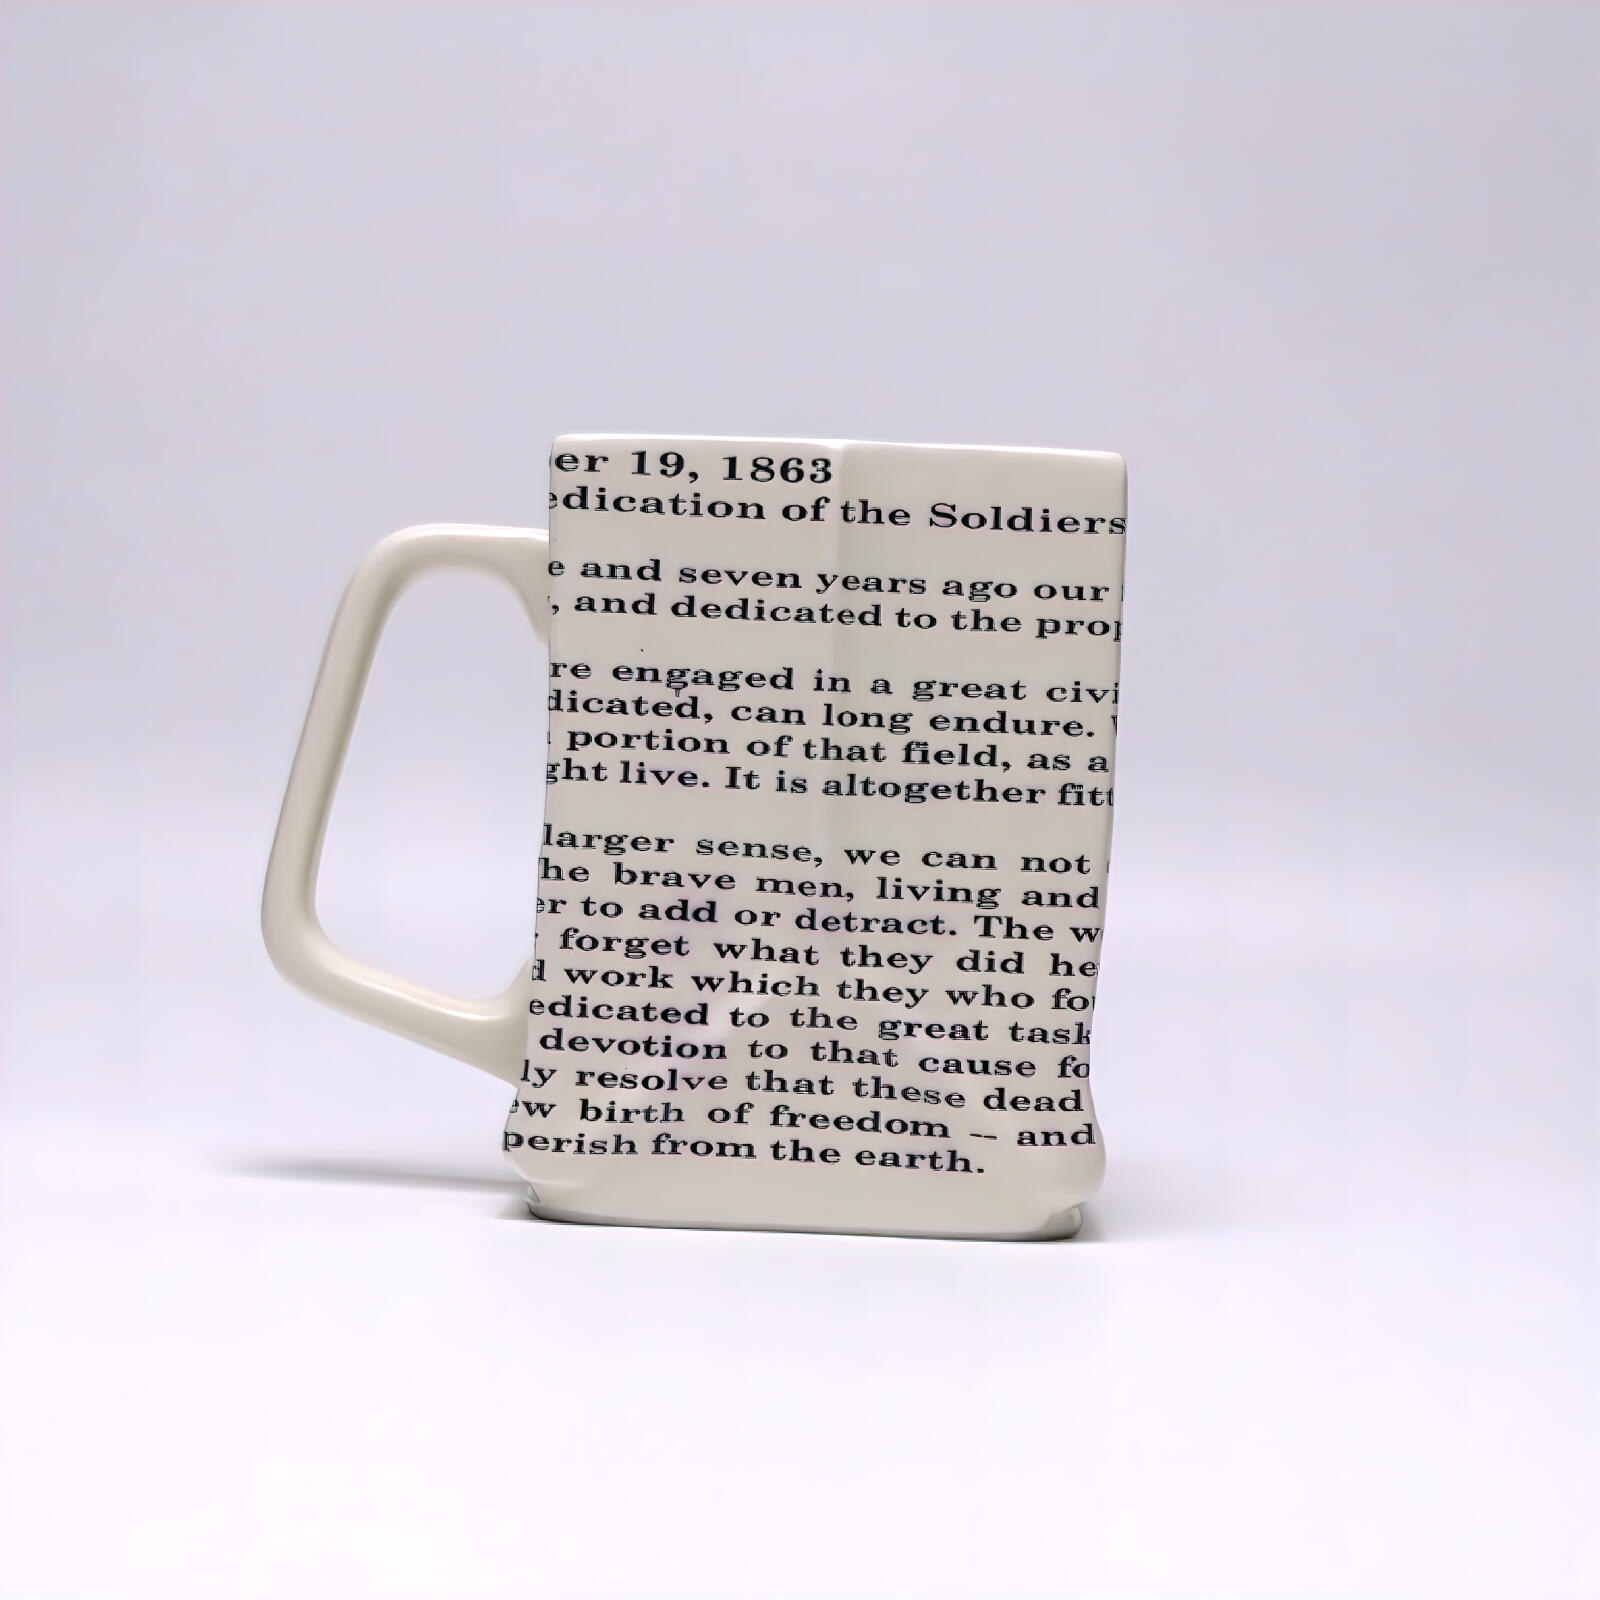 er 19, 1863
edication of the Soldiers
e and seven years ago our
, and dedicated to the prop
re engaged in a great civi
dicated, can long endure.
portion of that field, as a
ght live. It is altogether fitt
larger sense, we can not
he brave men, living and
er to add or detract. The w
forget what they did he
d work which they who fo
edicated to the great task
devotion to that cause fo
ly resolve that these dead
ew birth of freedom -- and
perish from the earth.